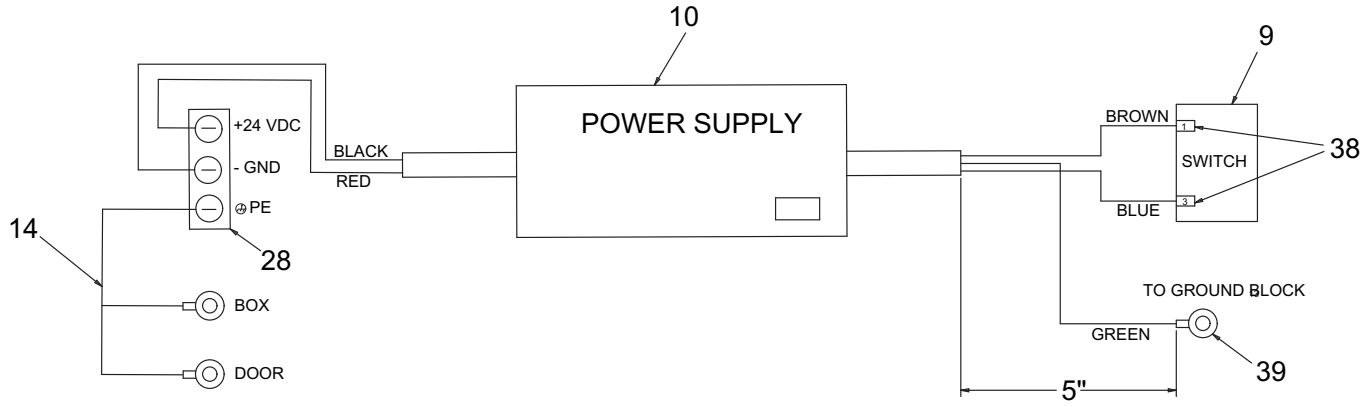 10
9
BROWN
1
38
SWITCH
3
BLUE
POWER SUPPLY
+24 VDC
- GND
PE
BLACK
RED
14
28
BOX
DOOR
TO GROUND BLOCK
GREEN
39
5"